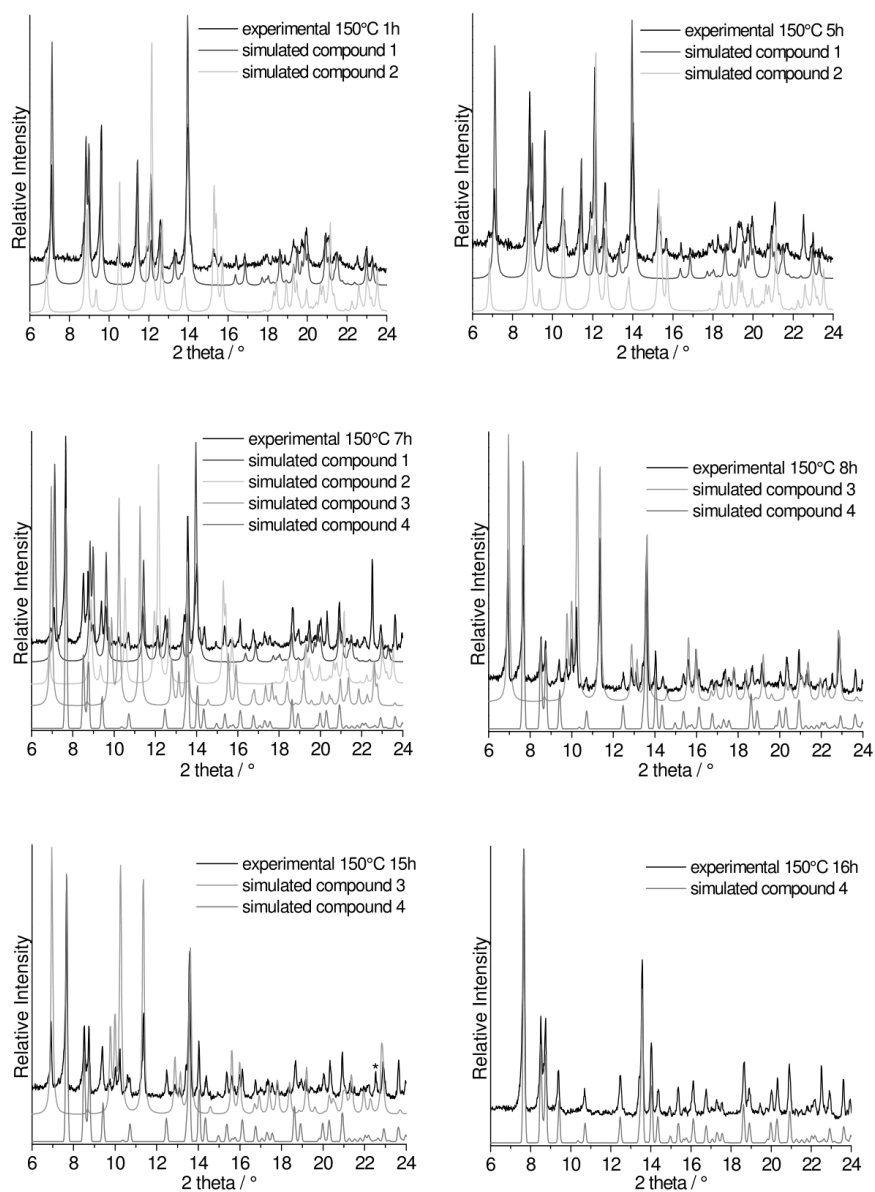 experimental 150°C 1h
simulated compound 1
simulated compound 2
Relative Intensity
6 8 10 12 14 16 18 20 22 24
2 theta / °
experimental 150°C 5h
simulated compound 1
simulated compound 2
Relative Intensity
6 8 10 12 14 16 18 20 22 24
2 theta / °
experimental 150°C 7h
simulated compound 1
simulated compound 2
simulated compound 3
simulated compound 4
Relative Intensity
6 8 10 12 14 16 18 20 22 24
2 theta / °
experimental 150°C 8h
simulated compound 3
simulated compound 4
Relative Intensity
6 8 10 12 14 16 18 20 22 24
2 theta / °
experimental 150°C 15h
simulated compound 3
simulated compound 4
Relative Intensity
*
6 8 10 12 14 16 18 20 22 24
2 theta / °
experimental 150°C 16h
simulated compound 4
Relative Intensity
6 8 10 12 14 16 18 20 22 24
2 theta / °